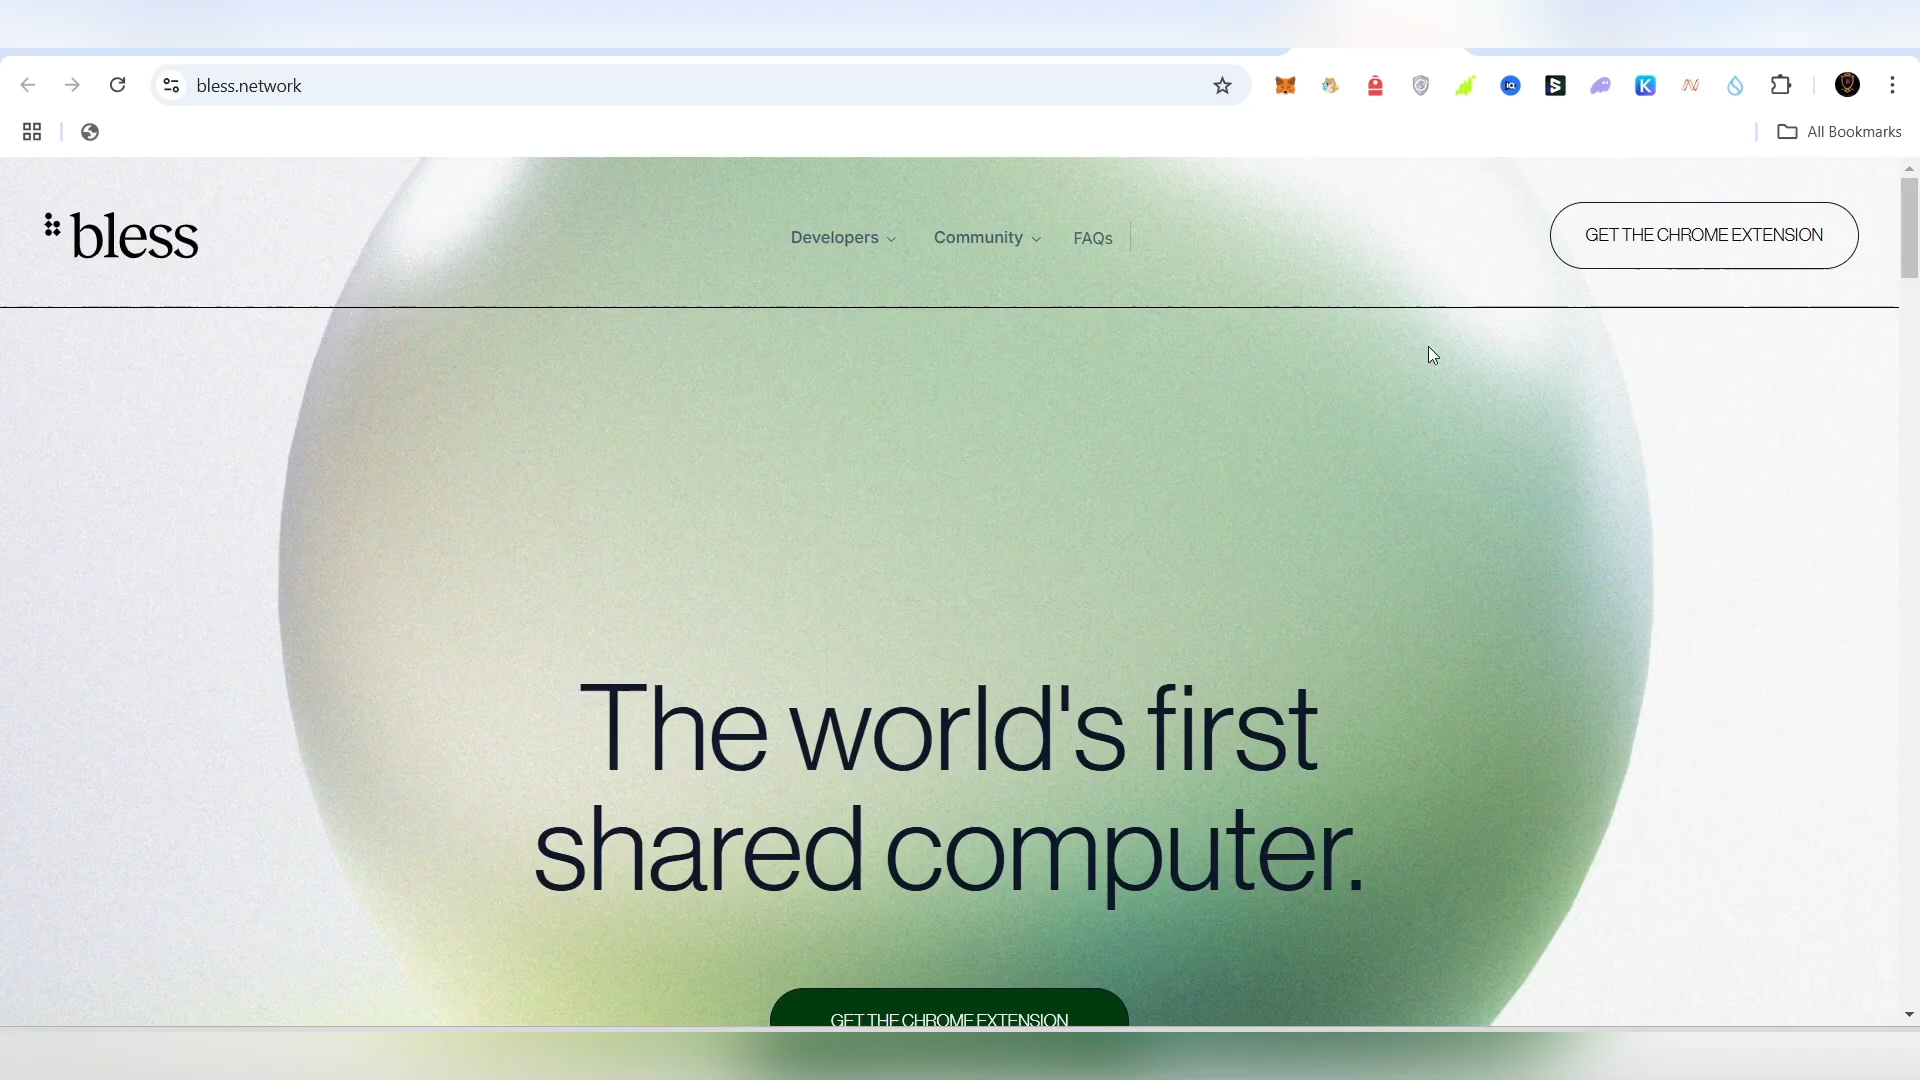 bless.network
All Bookmarks
bless
Developers
Community
FAQs
GET THE CHROME EXTENSION
The world's first
shared computer.
GET THE CHROME EXTENSION